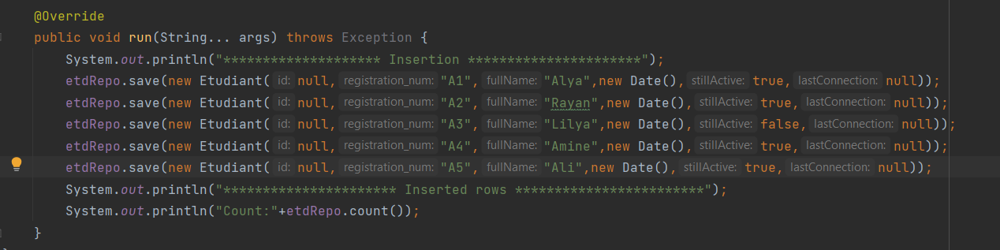 @Override
public void run(String... args) throws Exception {
System.out.println("******************** Insertion **********************");
etdRepo.save(new Etudiant( id: null, registration_num: "A1", fullName: "Alya",new Date(), stillActive: true, lastConnection: null));
etdRepo.save(new Etudiant( id: null, registration_num: "A2", fullName: "Rayan",new Date(), stillActive: true, lastConnection: null));
etdRepo.save(new Etudiant( id: null, registration_num: "A3", fullName: "Lilya",new Date(), stillActive: false, lastConnection: null));
etdRepo.save(new Etudiant( id: null, registration_num: "A4", fullName: "Amine",new Date(), stillActive: true, lastConnection: null));
etdRepo.save(new Etudiant( id: null, registration_num: "A5", fullName: "Ali",new Date(), stillActive: true, lastConnection: null));
System.out.println("********************** Inserted rows ************************");
System.out.println("Count:"+etdRepo.count());
}